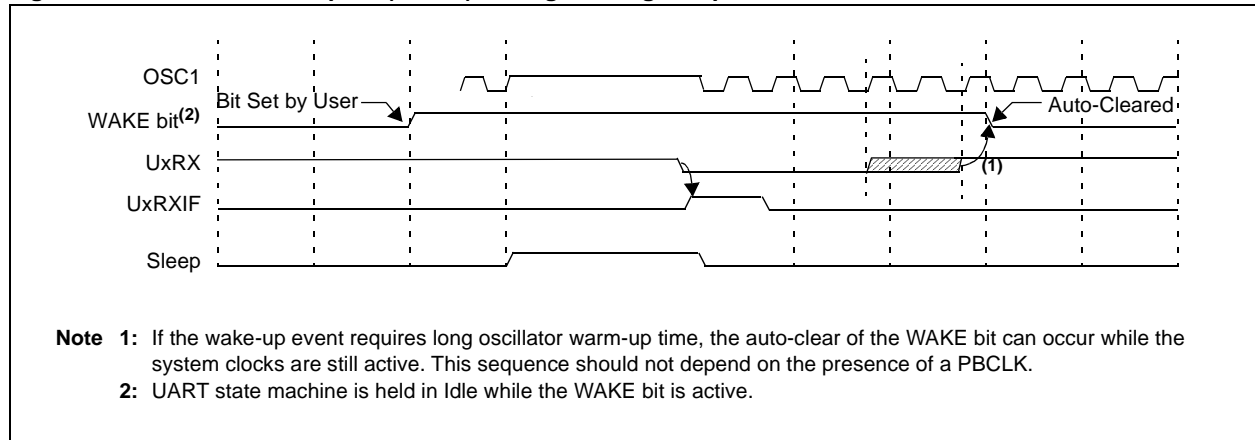 OSC1
Bit Set by User
Auto-Cleared
WAKE bit(2)
UxRX
(1)
UxRXIF
Sleep
Note 1: If the wake-up event requires long oscillator warm-up time, the auto-clear of the WAKE bit can occur while the
system clocks are still active. This sequence should not depend on the presence of a PBCLK.
2: UART state machine is held in Idle while the WAKE bit is active.